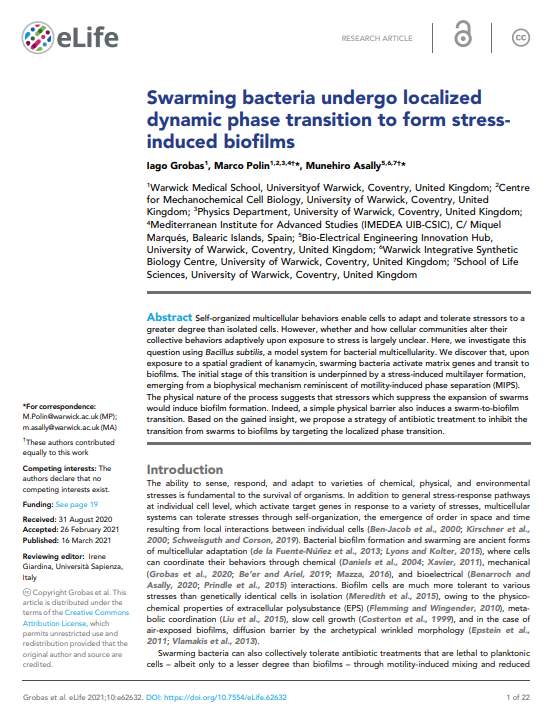 eLife
RESEARCH ARTICLE
cc
Swarming bacteria undergo localized
dynamic phase transition to form stress-
induced biofilms
Iago Grobas1, Marco Polin1,2,3,4†*, Munehiro Asally5,6,7†*
1Warwick Medical School, Universityof Warwick, Coventry, United Kingdom; 2Centre
for Mechanochemical Cell Biology, University of Warwick, Coventry, United
Kingdom; 3Physics Department, University of Warwick, Coventry, United Kingdom;
4Mediterranean Institute for Advanced Studies (IMEDEA UIB-CSIC), C/ Miquel
Marqués, Balearic Islands, Spain; 5Bio-Electrical Engineering Innovation Hub,
University of Warwick, Coventry, United Kingdom; 6Warwick Integrative Synthetic
Biology Centre, University of Warwick, Coventry, United Kingdom; 7School of Life
Sciences, University of Warwick, Coventry, United Kingdom
Abstract Self-organized multicellular behaviors enable cells to adapt and tolerate stressors to a
greater degree than isolated cells. However, whether and how cellular communities alter their
collective behaviors adaptively upon exposure to stress is largely unclear. Here, we investigate this
question using Bacillus subtilis, a model system for bacterial multicellularity. We discover that, upon
exposure to a spatial gradient of kanamycin, swarming bacteria activate matrix genes and transit to
biofilms. The initial stage of this transition is underpinned by a stress-induced multilayer formation,
emerging from a biophysical mechanism reminiscent of motility-induced phase separation (MIPS).
The physical nature of the process suggests that stressors which suppress the expansion of swarms
would induce biofilm formation. Indeed, a simple physical barrier also induces a swarm-to-biofilm
transition. Based on the gained insight, we propose a strategy of antibiotic treatment to inhibit the
transition from swarms to biofilms by targeting the localized phase transition.
*For correspondence:
M.Polin@warwick.ac.uk (MP);
m.asally@warwick.ac.uk (MA)
†These authors contributed
equally to this work
Competing interests: The
authors declare that no
competing interests exist.
Funding: See page 19
Received: 31 August 2020
Accepted: 26 February 2021
Published: 16 March 2021
Reviewing editor: Irene
Giardina, Università Sapienza,
Italy
cc Copyright Grobas et al. This
article is distributed under the
terms of the Creative Commons
Attribution License, which
permits unrestricted use and
redistribution provided that the
original author and source are
credited.
Introduction
The ability to sense, respond, and adapt to varieties of chemical, physical, and environmental
stresses is fundamental to the survival of organisms. In addition to general stress-response pathways
at individual cell level, which activate target genes in response to a variety of stresses, multicellular
systems can tolerate stresses through self-organization, the emergence of order in space and time
resulting from local interactions between individual cells (Ben-Jacob et al., 2000; Kirschner et al.,
2000; Schweisguth and Corson, 2019). Bacterial biofilm formation and swarming are ancient forms
of multicellular adaptation (de la Fuente-Núñez et al., 2013; Lyons and Kolter, 2015), where cells
can coordinate their behaviors through chemical (Daniels et al., 2004; Xavier, 2011), mechanical
(Grobas et al., 2020; Be'er and Ariel, 2019; Mazza, 2016), and bioelectrical (Benarroch and
Asally, 2020; Prindle et al., 2015) interactions. Biofilm cells are much more tolerant to various
stresses than genetically identical cells in isolation (Meredith et al., 2015), owing to the physico-
chemical properties of extracellular polysubstance (EPS) (Flemming and Wingender, 2010), meta-
bolic coordination (Liu et al., 2015), slow cell growth (Costerton et al., 1999), and in the case of
air-exposed biofilms, diffusion barrier by the archetypical wrinkled morphology (Epstein et al.,
2011; Vlamakis et al., 2013).
Swarming bacteria can also collectively tolerate antibiotic treatments that are lethal to planktonic
cells – albeit only to a lesser degree than biofilms – through motility-induced mixing and reduced
Grobas et al. eLife 2021;10:e62632. DOI: https://doi.org/10.7554/eLife.62632
1 of 22